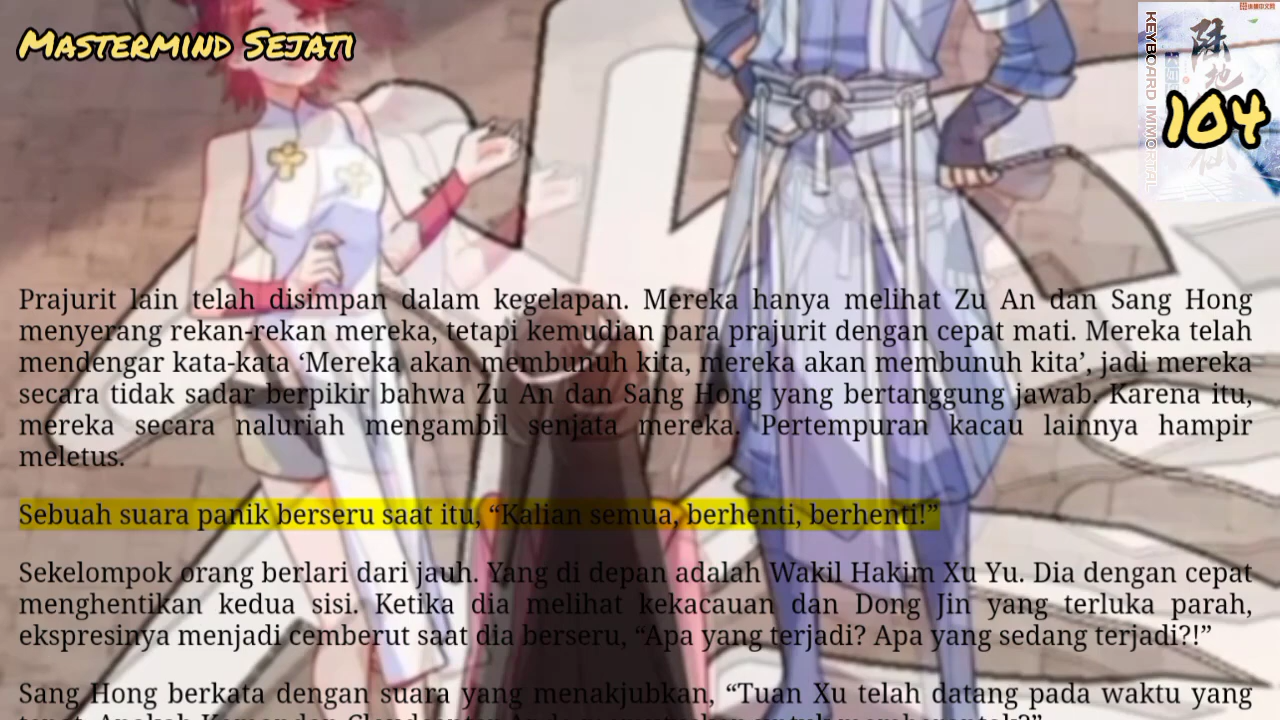 Mastermind Sejati
KEYBOARD IMMORTAL
104
Prajurit lain telah disimpan dalam kegelapan. Mereka hanya melihat Zu An dan Sang Hong
menyerang rekan-rekan mereka, tetapi kemudian para prajurit dengan cepat mati. Mereka telah
mendengar kata-kata ‘Mereka akan membunuh kita, mereka akan membunuh kita’, jadi mereka
secara tidak sadar berpikir bahwa Zu An dan Sang Hong yang bertanggung jawab. Karena itu,
mereka secara naluriah mengambil senjata mereka. Pertempuran kacau lainnya hampir
meletus.
Sebuah suara panik berseru saat itu, “Kalian semua, berhenti, berhenti!”
Sekelompok orang berlari dari jauh. Yang di depan adalah Wakil Hakim Xu Yu. Dia dengan cepat
menghentikan kedua sisi. Ketika dia melihat kekacauan dan Dong Jin yang terluka parah,
ekspresinya menjadi cemberut saat dia berseru, “Apa yang terjadi? Apa yang sedang terjadi?!”
Sang Hong berkata dengan suara yang menakjubkan, “Tuan Xu telah datang pada waktu yang